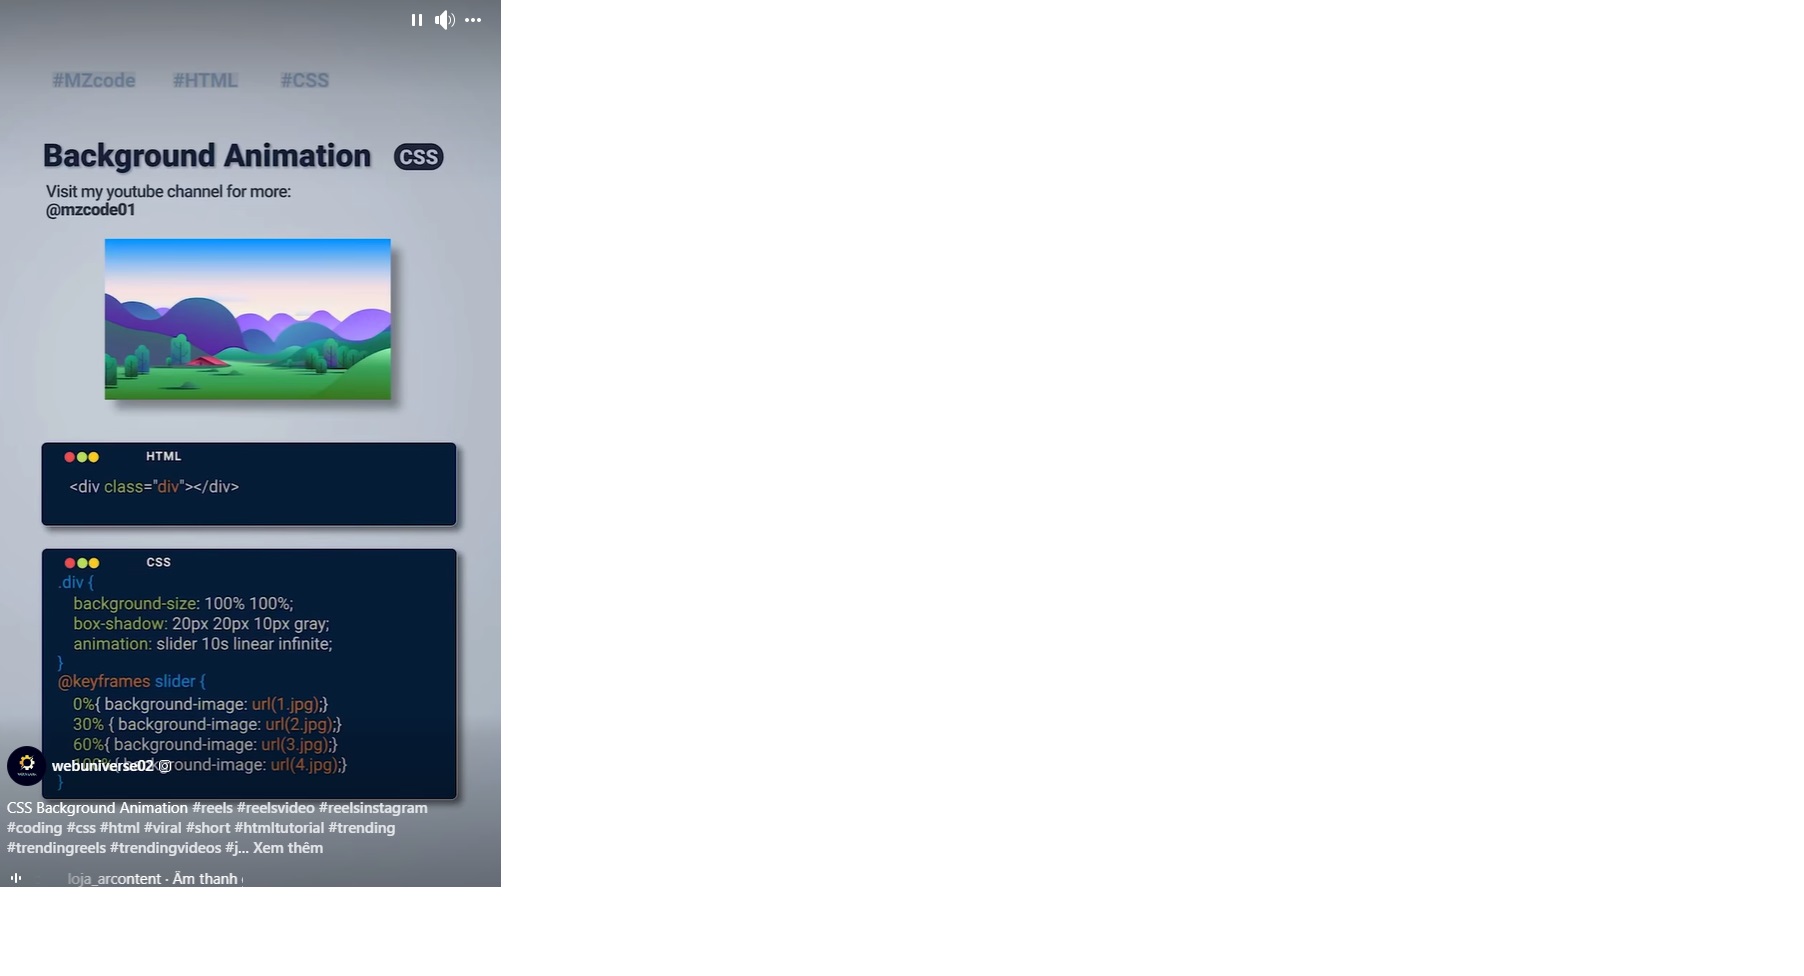 #MZcode #HTML #CSS
Background Animation CSS
Visit my youtube channel for more:
@mzcode01
HTML
<div class="div"></div>
CSS
.div {
background-size: 100% 100%;
box-shadow: 20px 20px 10px gray;
animation: slider 10s linear infinite;
}
@keyframes slider {
0%{ background-image: url(1.jpg);}
30% { background-image: url(2.jpg);}
60%{ background-image: url(3.jpg);}
100%{ background-image: url(4.jpg);}
webuniverse02
}
CSS Background Animation #reels #reelsvideo #reelsinstagram
#coding #css #html #viral #short #htmltutorial #trending
#trendingreels #trendingvideos #j... Xem thêm
loja_arcontent · Âm thanh